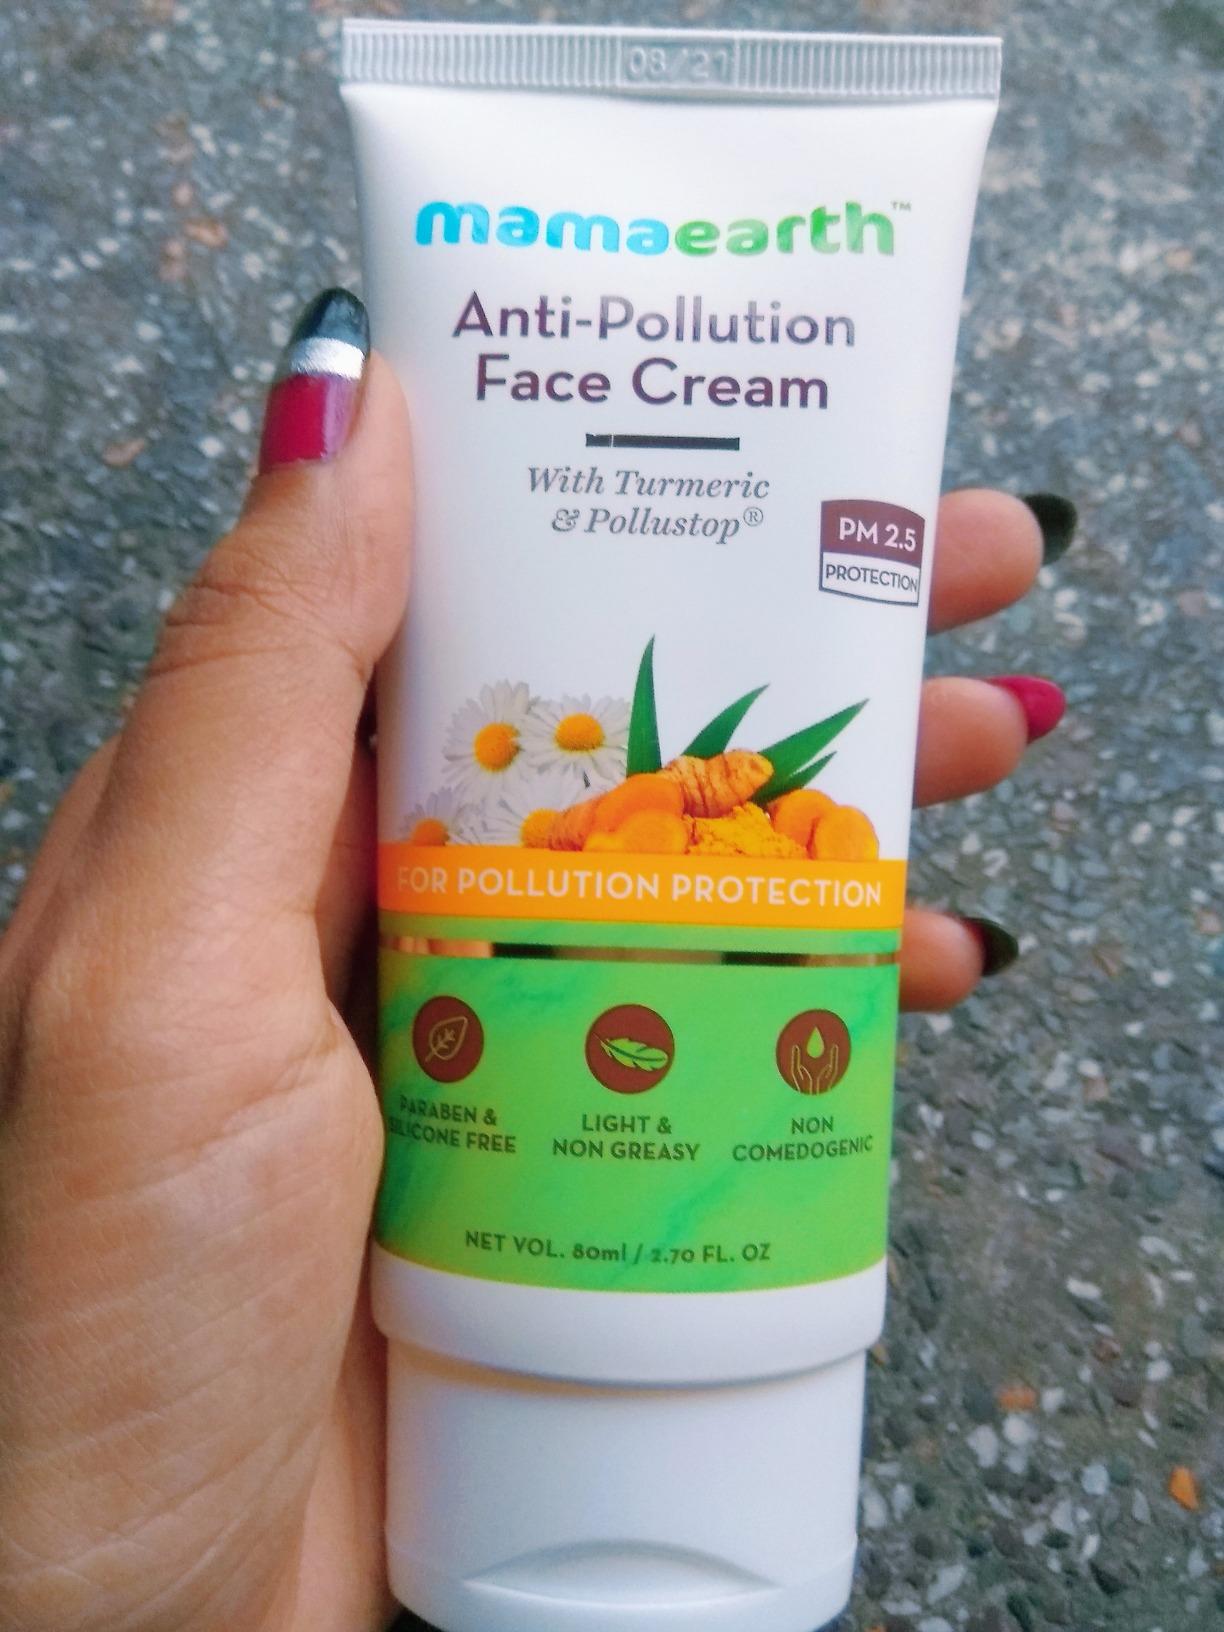 08/21
mamaearth™
Anti-Pollution
Face Cream
With Turmeric
& Pollustop®
PM 2.5
PROTECTION
FOR POLLUTION PROTECTION
PARABEN &
SILICONE FREE
LIGHT &
NON GREASY
NON
COMEDOGENIC
NET VOL. 80ml / 2.70 FL. OZ